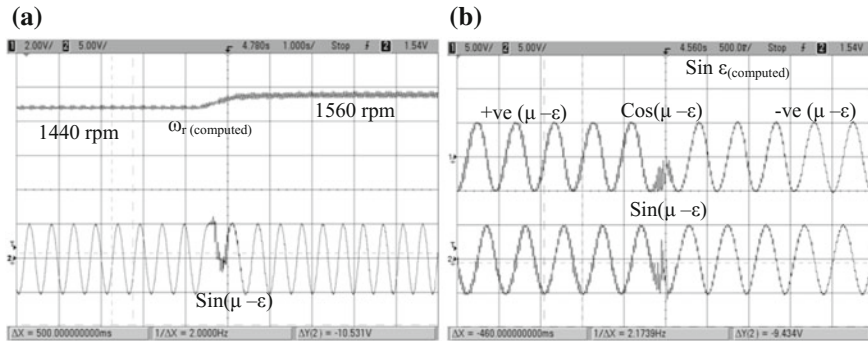 (a)
1 2.00V/ 2 5.00V/ 4.780s 1.000s/ Stop 2 1.54V
1440 rpm
ωr (computed)
1560 rpm
Sin(μ –ε)
ΔX = 500.000000000ms 1/ΔX = 2.0000Hz ΔY(2) = -10.531V
(b)
1 5.00V/ 2 5.00V/ 4.560s 500.0 Stop 2 1.54V
Sin ε(computed)
+ve (μ –ε) Cos(μ –ε) -ve (μ –ε)
Sin(μ –ε)
ΔX = -460.000000000ms 1/ΔX = 2.1739Hz ΔY(2) = -9.434V